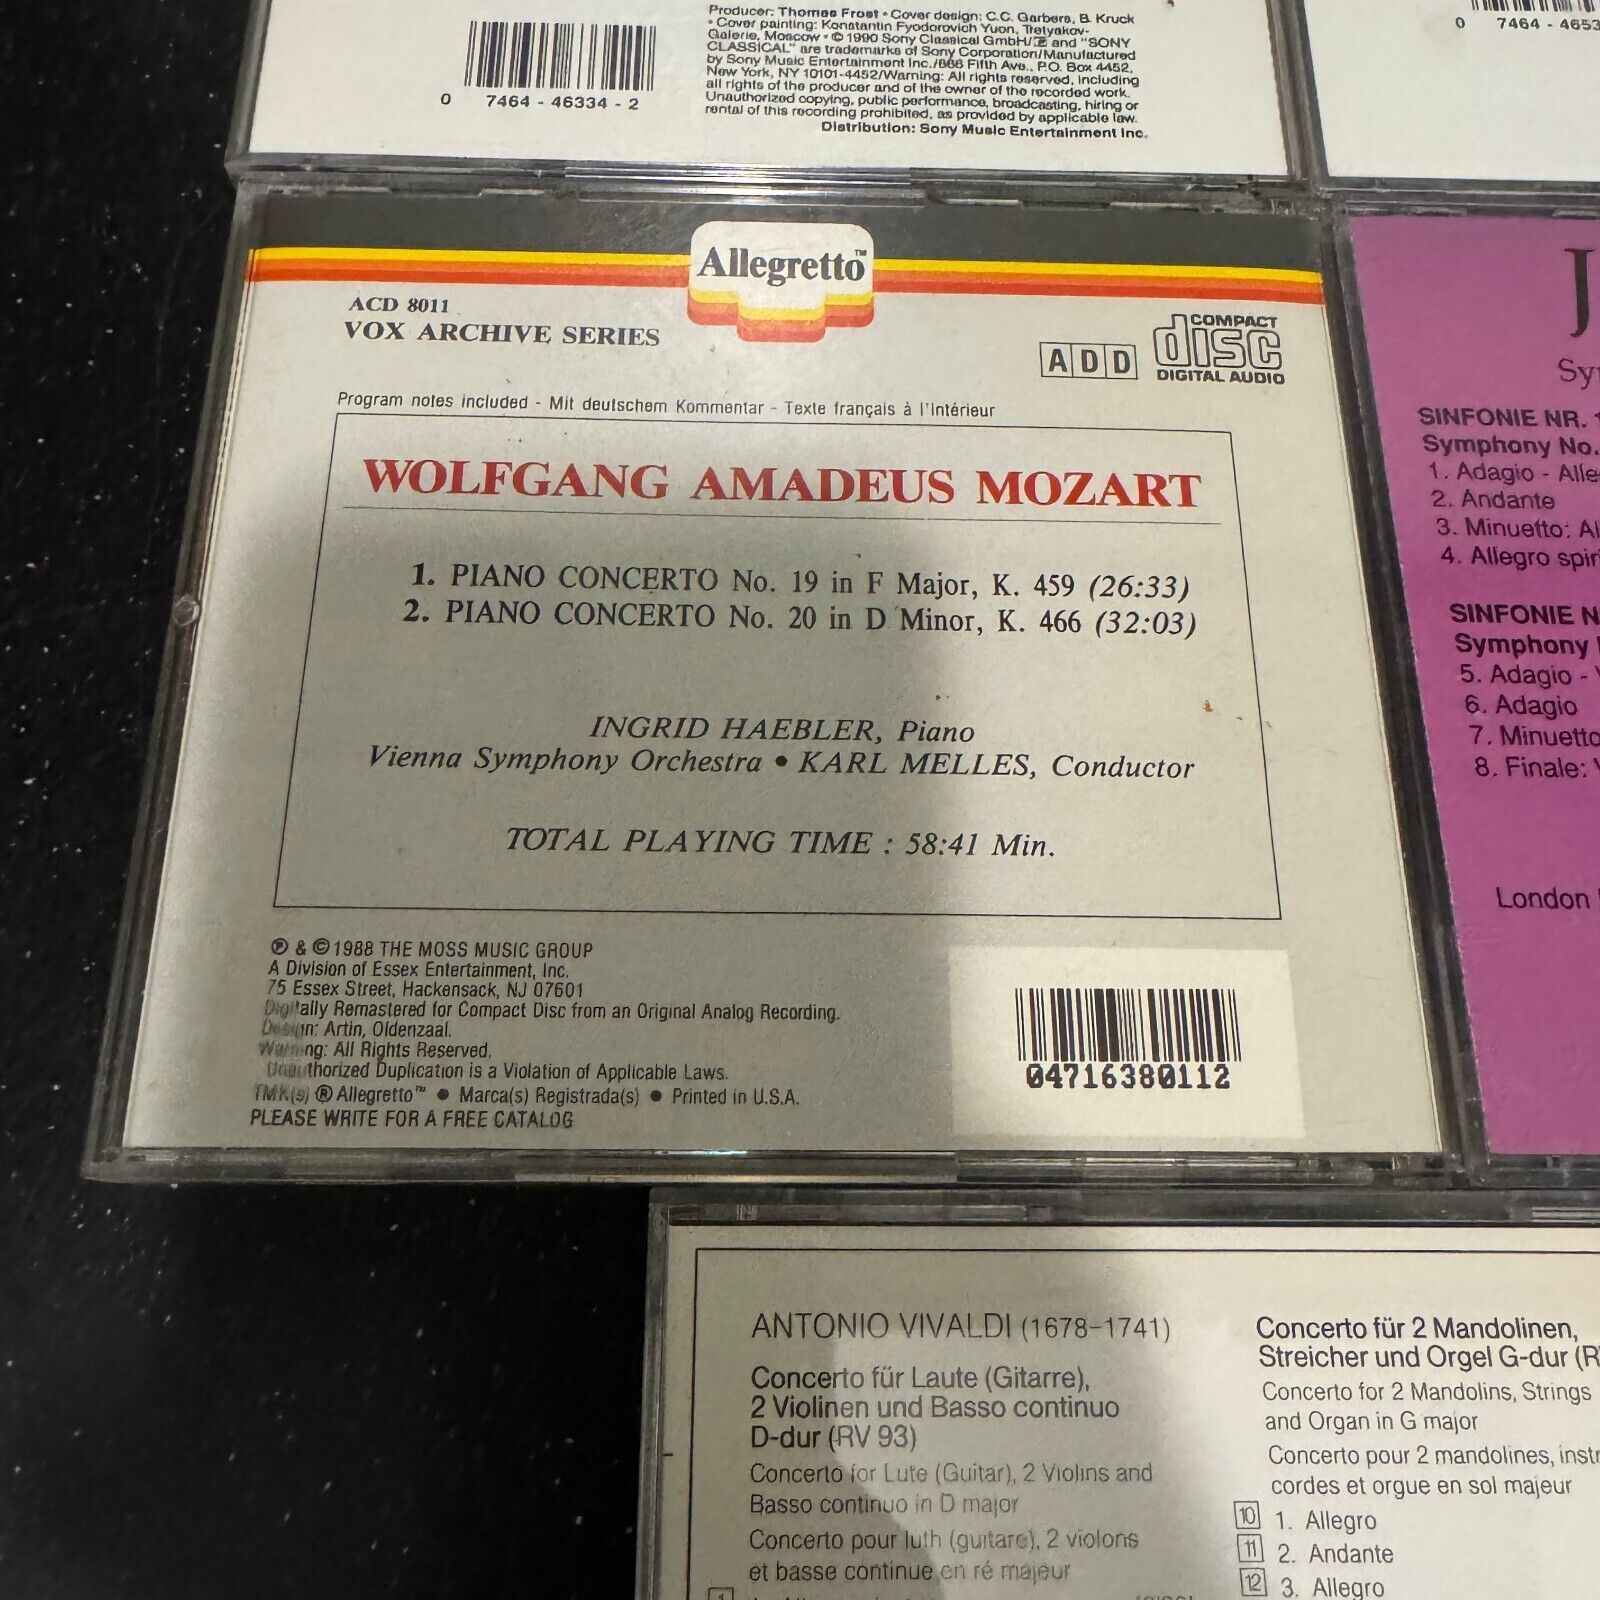 Producer: Thomas Frost • Cover design: C.C. Garbers, B. Kruck
• Cover painting: Konstantin Fyodorovich Yuon, Tretyakov-
Galerie, Moscow • © 1990 Sony Classical GmbH/℗ and "SONY
CLASSICAL" are trademarks of Sony Corporation/Manufactured
by Sony Music Entertainment Inc./666 Fifth Ave., P.O. Box 4452,
New York, NY 10101-4452/Warning: All rights reserved, including
all rights of the producer and of the owner of the recorded work.
Unauthorized copying, public performance, broadcasting, hiring or
rental of this recording prohibited, as provided by applicable law.
Distribution: Sony Music Entertainment Inc.
0 7464 - 46334 - 2
0 7464 - 4653
Allegretto™
ACD 8011
VOX ARCHIVE SERIES
ADD
COMPACT
disc
DIGITAL AUDIO
Program notes included - Mit deutschem Kommentar - Texte français à l'intérieur
WOLFGANG AMADEUS MOZART
1. PIANO CONCERTO No. 19 in F Major, K. 459 (26:33)
2. PIANO CONCERTO No. 20 in D Minor, K. 466 (32:03)
INGRID HAEBLER, Piano
Vienna Symphony Orchestra • KARL MELLES, Conductor
TOTAL PLAYING TIME : 58:41 Min.
℗ & © 1988 THE MOSS MUSIC GROUP
A Division of Essex Entertainment, Inc.
75 Essex Street, Hackensack, NJ 07601
Digitally Remastered for Compact Disc from an Original Analog Recording.
Design: Artin, Oldenzaal.
Warning: All Rights Reserved.
Unauthorized Duplication is a Violation of Applicable Laws.
TMK(s) ® Allegretto™ • Marca(s) Registrada(s) • Printed in U.S.A.
PLEASE WRITE FOR A FREE CATALOG
04716380112
J
Sy
SINFONIE NR. 1
Symphony No.
1. Adagio - Alle
2. Andante
3. Minuetto: Al
4. Allegro spir
SINFONIE N
Symphony
5. Adagio -
6. Adagio
7. Minuetto
8. Finale:
London
ANTONIO VIVALDI (1678-1741)
Concerto für Laute (Gitarre),
2 Violinen und Basso continuo
D-dur (RV 93)
Concerto for Lute (Guitar), 2 Violins and
Basso continuo in D major
Concerto pour luth (guitare), 2 violons
et basse continue en ré majeur
1
Concerto für 2 Mandolinen,
Streicher und Orgel G-dur (R
Concerto for 2 Mandolins, Strings
and Organ in G major
Concerto pour 2 mandolines, instr
cordes et orgue en sol majeur
10 1. Allegro
11 2. Andante
12 3. Allegro